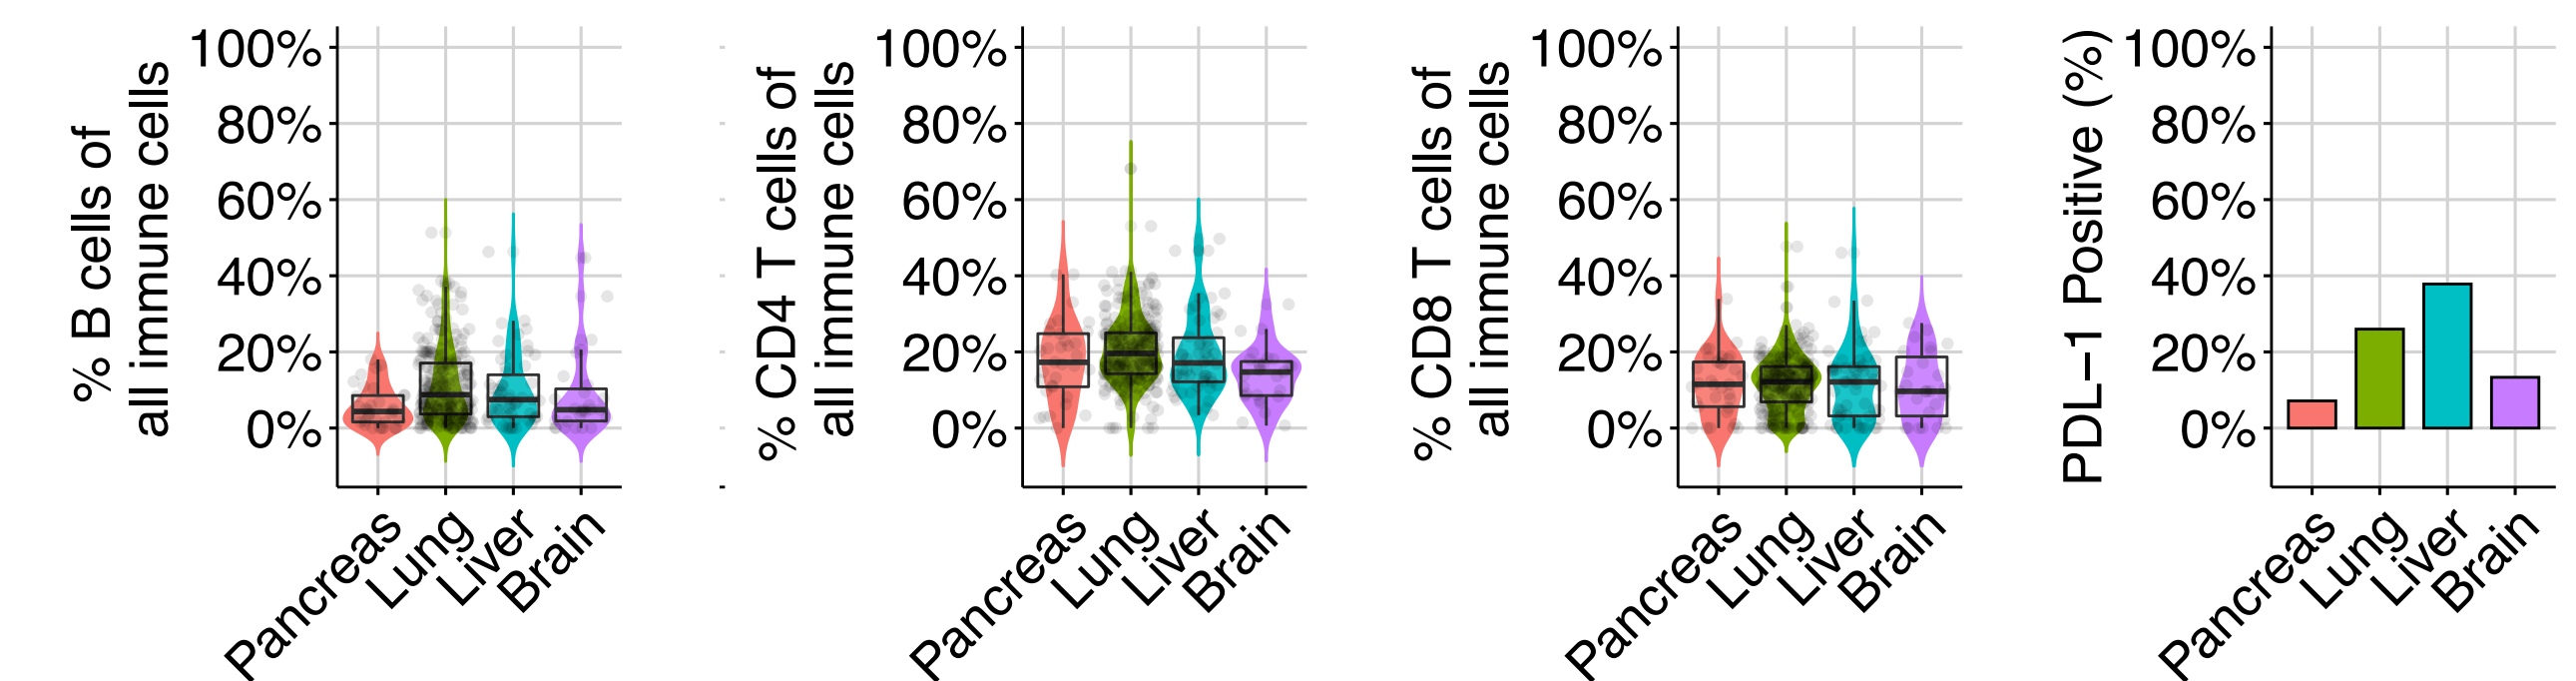 % B cells of
all immune cells
100%
80%
60%
40%
20%
0%
Pancreas
Lung
Liver
Brain
% CD4 T cells of
all immune cells
100%
80%
60%
40%
20%
0%
Pancreas
Lung
Liver
Brain
% CD8 T cells of
all immune cells
100%
80%
60%
40%
20%
0%
Pancreas
Lung
Liver
Brain
PDL−1 Positive (%)
100%
80%
60%
40%
20%
0%
Pancreas
Lung
Liver
Brain